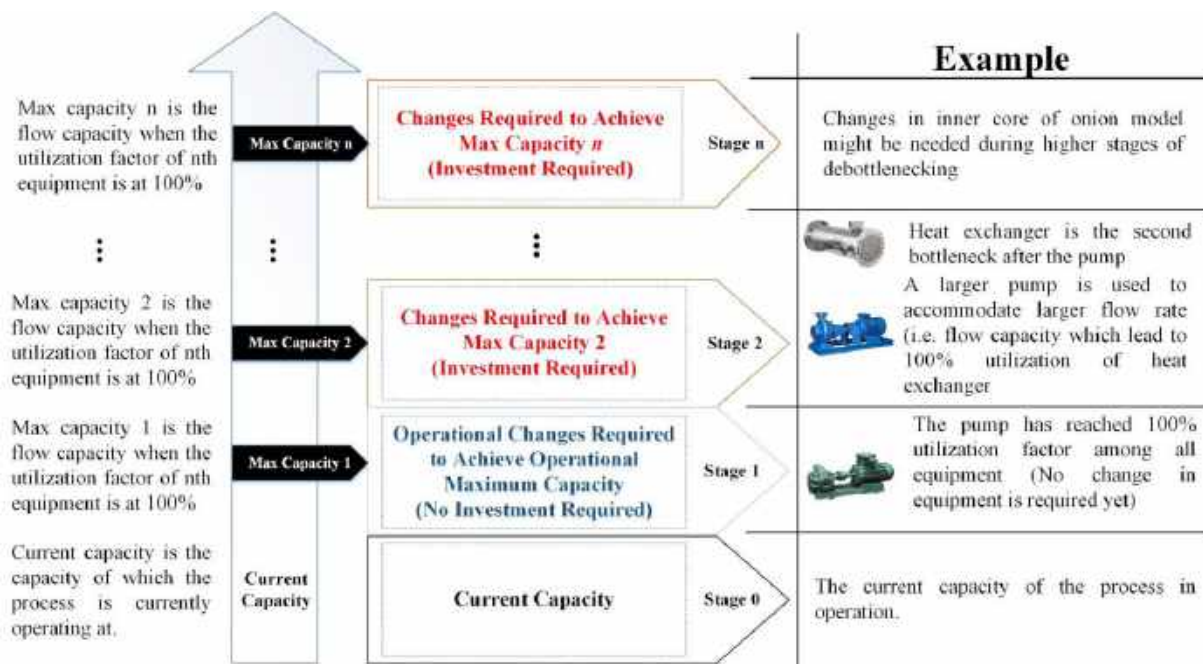 Example
Max capacity n is the
flow capacity when the
utilization factor of nth
equipment is at 100%
Max Capacity n
Changes Required to Achieve
Max Capacity n
(Investment Required)
Stage n
Changes in inner core of onion model
might be needed during higher stages of
debottlenecking
Heat exchanger is the second
bottleneck after the pump
Max capacity 2 is the
flow capacity when the
utilization factor of nth
equipment is at 100%
Max Capacity 2
Changes Required to Achieve
Max Capacity 2
(Investment Required)
Stage 2
A larger pump is used to
accommodate larger flow rate
(i.e. flow capacity which lead to
100% utilization of heat
exchanger
Max capacity 1 is the
flow capacity when the
utilization factor of nth
equipment is at 100%
Max Capacity 1
Operational Changes Required
to Achieve Operational
Maximum Capacity
(No Investment Required)
Stage 1
The pump has reached 100%
utilization factor among all
equipment (No change in
equipment is required yet)
Current capacity is the
capacity of which the
process is currently
operating at.
Current
Capacity
Current Capacity
Stage 0
The current capacity of the process in
operation.